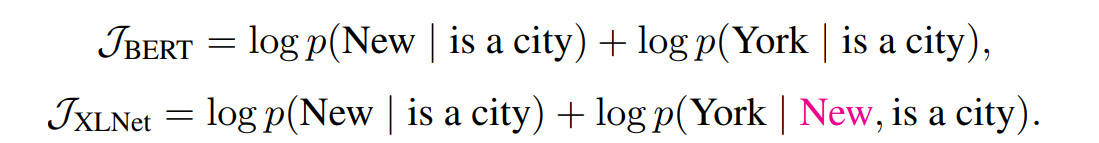 𝒥BERT = log p(New | is a city) + log p(York | is a city),
𝒥XLNet = log p(New | is a city) + log p(York | New, is a city).